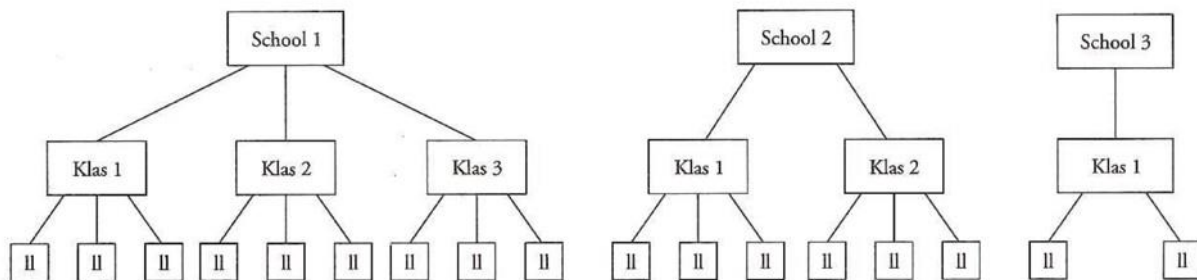 School 1 School 2 School 3
Klas 1 Klas 2 Klas 3 Klas 1 Klas 2 Klas 1
ll ll ll ll ll ll ll ll ll ll ll ll ll ll ll ll ll